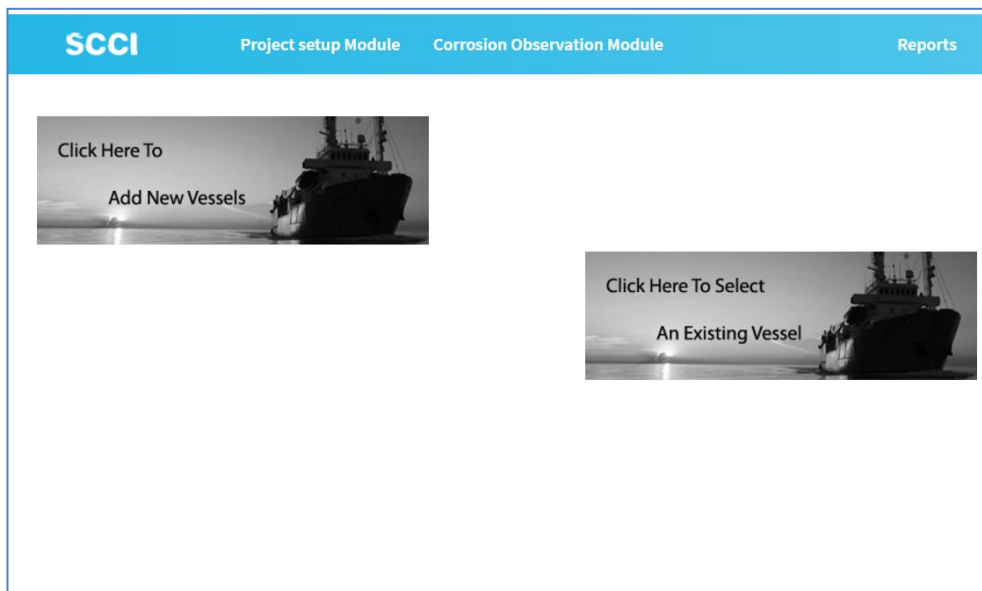 SCCI Project setup Module Corrosion Observation Module Reports
Click Here To
Add New Vessels
Click Here To Select
An Existing Vessel